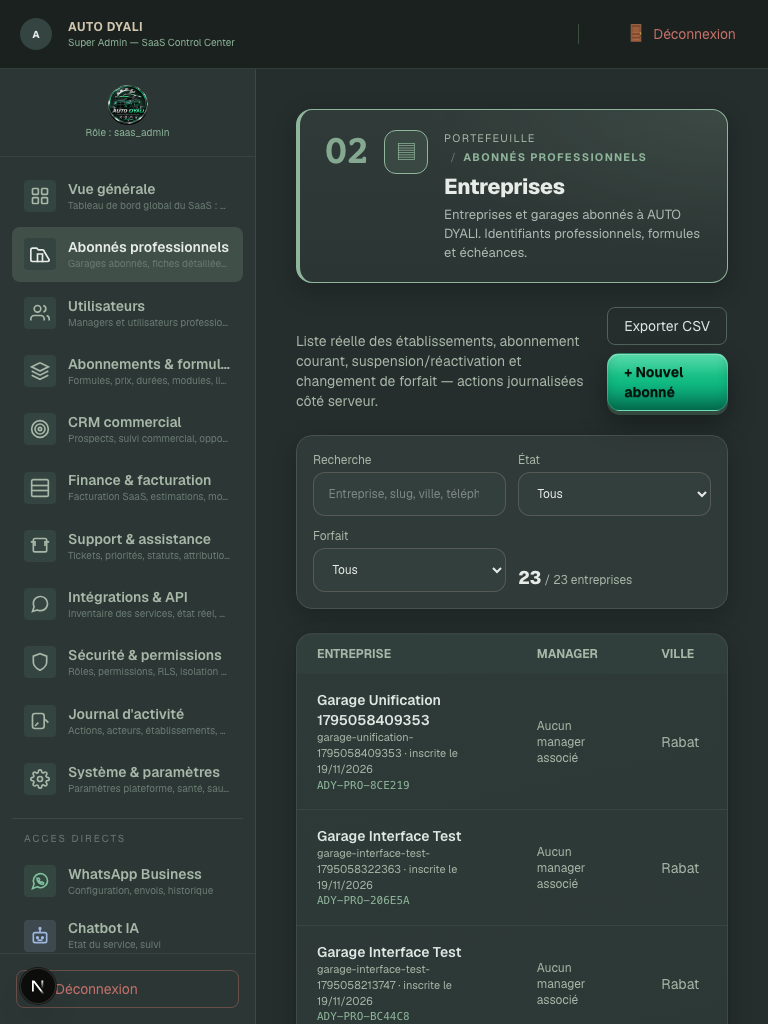 A
AUTO DYALI
Super Admin — SaaS Control Center
Déconnexion
AUTO DYALI
Rôle : saas_admin
Vue générale
Tableau de bord global du SaaS : ...
Abonnés professionnels
Garages abonnés, fiches détaillée...
Utilisateurs
Managers et utilisateurs professio...
Abonnements & formul...
Formules, prix, durées, modules, li...
CRM commercial
Prospects, suivi commercial, oppo...
Finance & facturation
Facturation SaaS, estimations, mo...
Support & assistance
Tickets, priorités, statuts, attributio...
Intégrations & API
Inventaire des services, état réel, ...
Sécurité & permissions
Rôles, permissions, RLS, isolation ...
Journal d'activité
Actions, acteurs, établissements, ...
Système & paramètres
Paramètres plateforme, santé, sau...
ACCES DIRECTS
WhatsApp Business
Configuration, envois, historique
Chatbot IA
Etat du service, suivi
N
Déconnexion
02
PORTEFEUILLE
/ ABONNÉS PROFESSIONNELS
Entreprises
Entreprises et garages abonnés à AUTO
DYALI. Identifiants professionnels, formules
et échéances.
Liste réelle des établissements, abonnement
courant, suspension/réactivation et
changement de forfait — actions journalisées
côté serveur.
Exporter CSV
+ Nouvel
abonné
Recherche
Entreprise, slug, ville, téléph
État
Tous
Forfait
Tous
23 / 23 entreprises
ENTREPRISE MANAGER VILLE
Garage Unification
1795058409353
garage-unification-
1795058409353 · inscrite le
19/11/2026
ADY-PRO-8CE219
Aucun
manager
associé
Rabat
Garage Interface Test
garage-interface-test-
1795058322363 · inscrite le
19/11/2026
ADY-PRO-206E5A
Aucun
manager
associé
Rabat
Garage Interface Test
garage-interface-test-
1795058213747 · inscrite le
19/11/2026
ADY-PRO-BC44C8
Aucun
manager
associé
Rabat